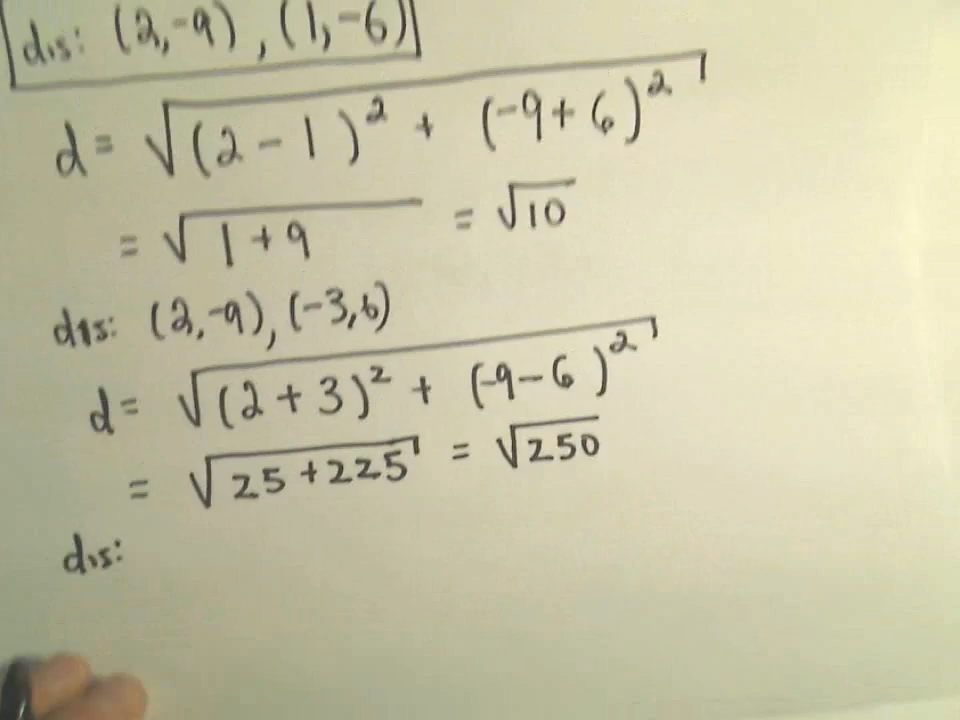 dis: (2,-9), (1,-6)
d = √((2-1)² + (-9+6)²)
= √(1+9) = √10
dis: (2,-9), (-3,6)
d = √((2+3)² + (-9-6)²)
= √(25+225) = √250
dis: